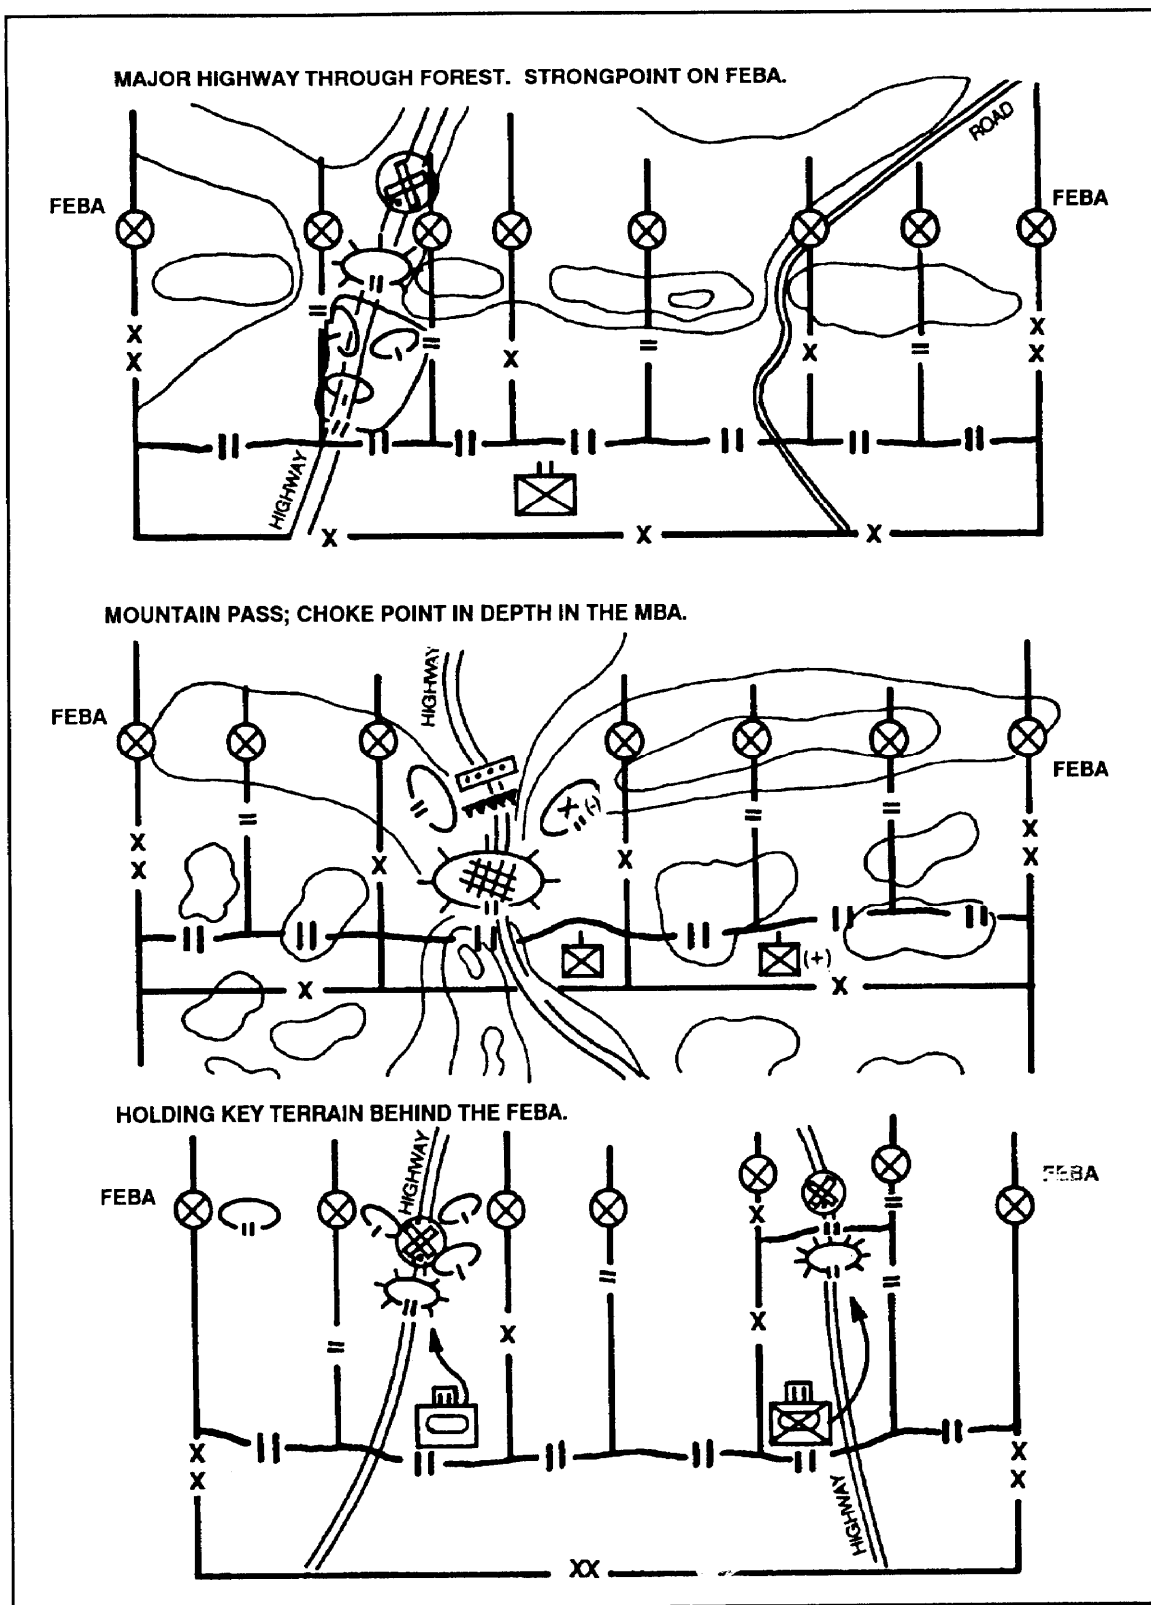 MAJOR HIGHWAY THROUGH FOREST. STRONGPOINT ON FEBA.
ROAD
FEBA
FEBA
X
X
X
X
X
X
HIGHWAY
X
X
X
MOUNTAIN PASS; CHOKE POINT IN DEPTH IN THE MBA.
HIGHWAY
FEBA
FEBA
X
(-)
X
X
X
X
X
X
(+)
X
X
HOLDING KEY TERRAIN BEHIND THE FEBA.
HIGHWAY
FEBA
FEBA
X
X
X
X
X
X
X
HIGHWAY
XX